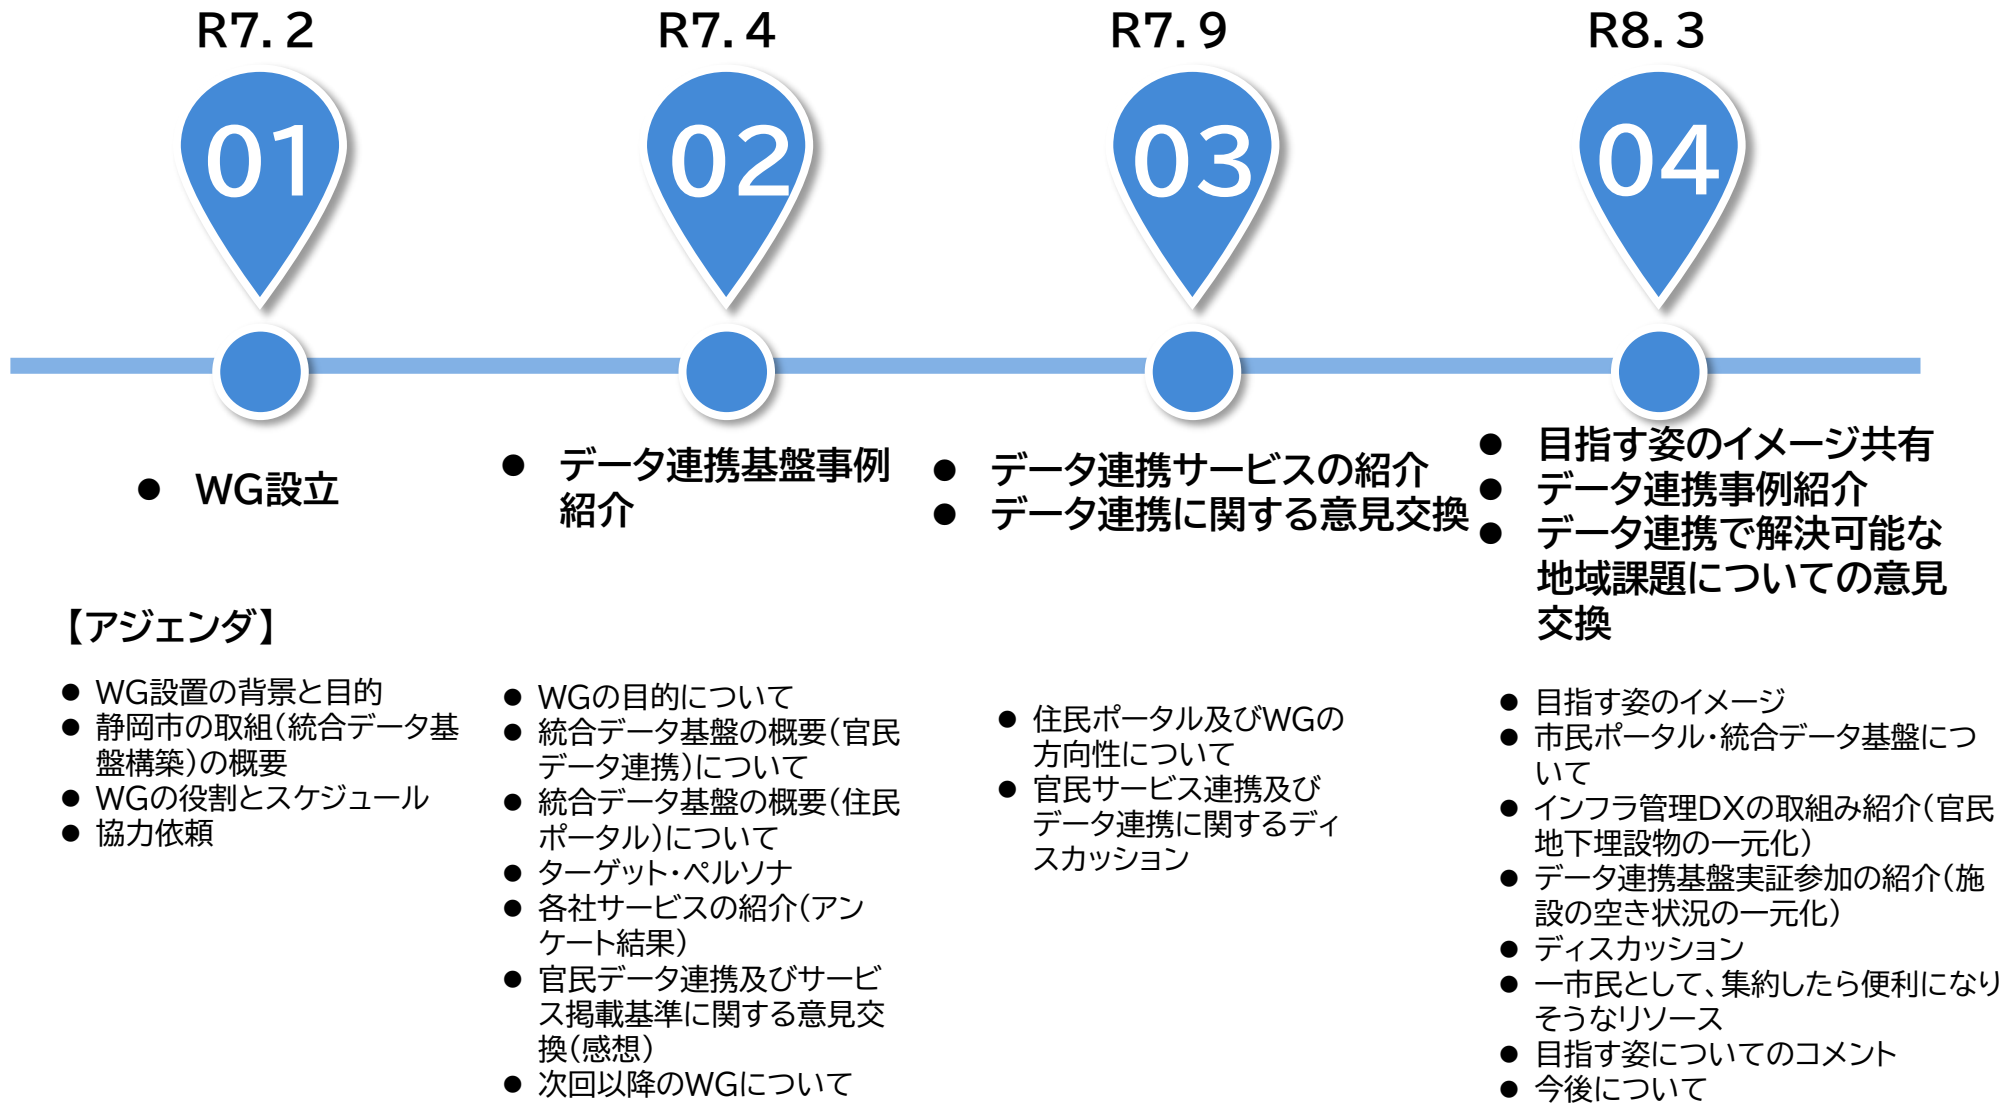 R7.2
R7.4
R7.9
R8.3
01
02
03
04
● WG設立
● データ連携基盤事例
紹介
● データ連携サービスの紹介
● データ連携に関する意見交換
● 目指す姿のイメージ共有
● データ連携事例紹介
● データ連携で解決可能な
地域課題についての意見
交換
【アジェンダ】
● WG設置の背景と目的
● 静岡市の取組(統合データ基
盤構築)の概要
● WGの役割とスケジュール
● 協力依頼
● WGの目的について
● 統合データ基盤の概要(官民
データ連携)について
● 統合データ基盤の概要(住民
ポータル)について
● ターゲット・ペルソナ
● 各社サービスの紹介(アン
ケート結果)
● 官民データ連携及びサービ
ス掲載基準に関する意見交
換(感想)
● 次回以降のWGについて
● 住民ポータル及びWGの
方向性について
● 官民サービス連携及び
データ連携に関するディ
スカッション
● 目指す姿のイメージ
● 市民ポータル・統合データ基盤につ
いて
● インフラ管理DXの取組み紹介(官民
地下埋設物の一元化)
● データ連携基盤実証参加の紹介(施
設の空き状況の一元化)
● ディスカッション
● 一市民として、集約したら便利になり
そうなリソース
● 目指す姿についてのコメント
● 今後について